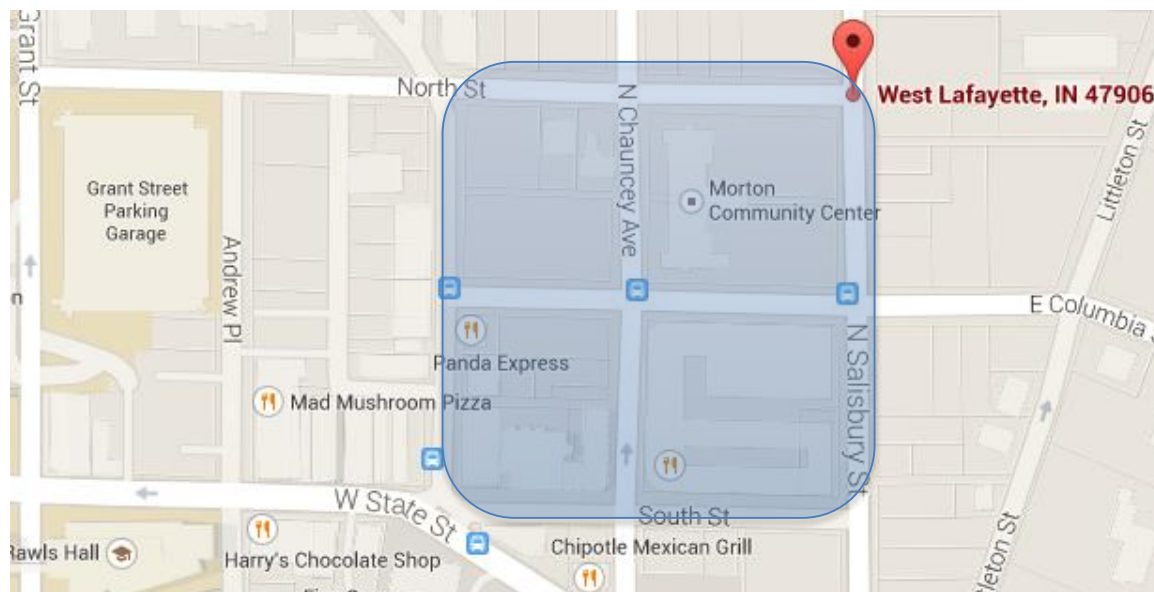 Grant St
North St
N Chauncey Ave
West Lafayette, IN 47906
Littleton St
Grant Street
Parking
Garage
Morton
Community Center
Andrew Pl
E Columbia
N Salisbury St
Panda Express
Mad Mushroom Pizza
W State St
South St
Rawls Hall
Harry's Chocolate Shop
Chipotle Mexican Grill